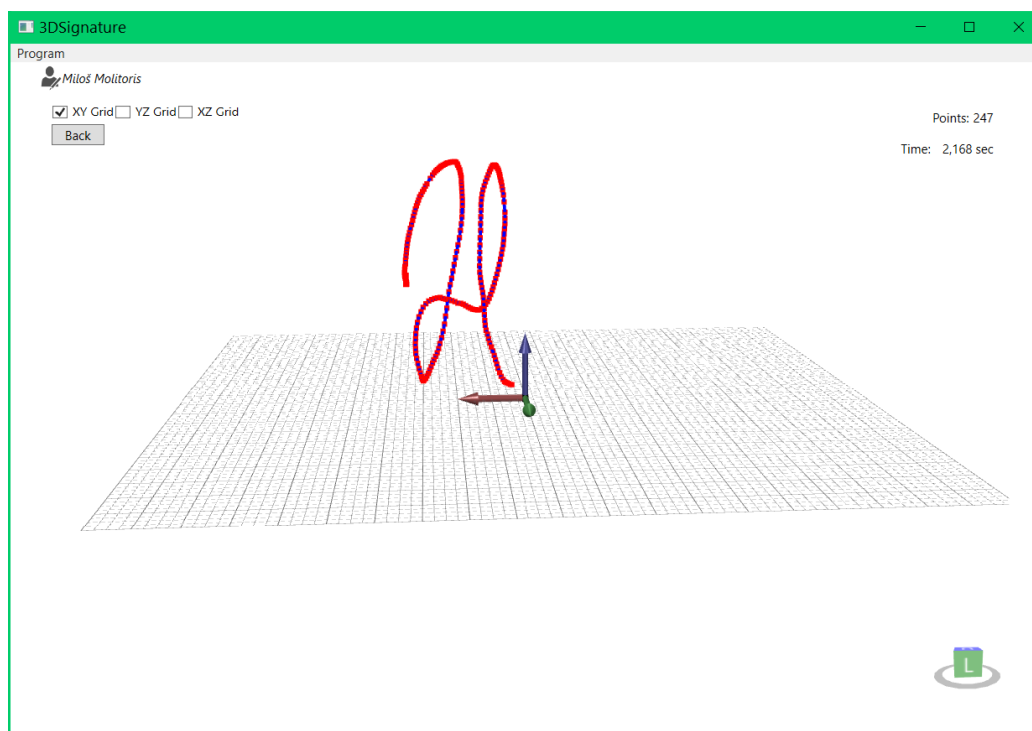 3DSignature
Program
Miloš Molitoris
XY Grid YZ Grid XZ Grid
Back
Points: 247
Time: 2,168 sec
L